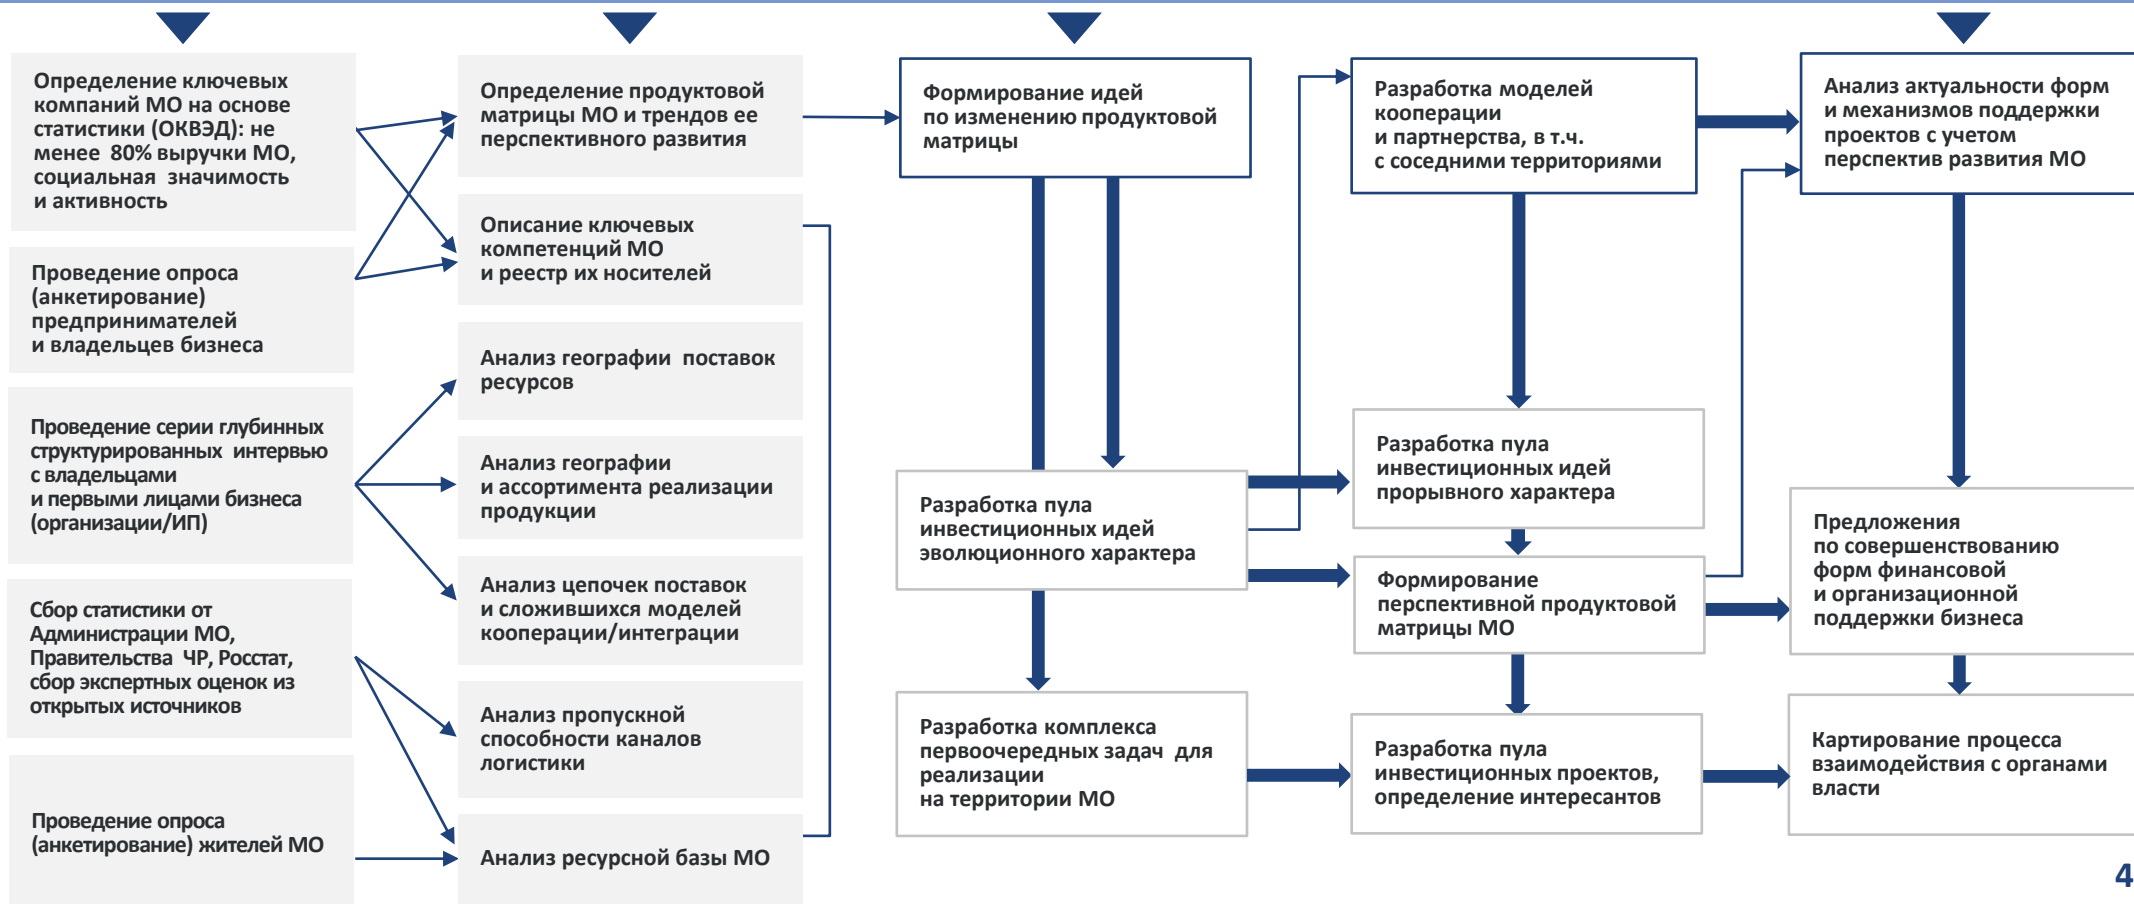 Определение ключевых
компаний МО на основе
статистики (ОКВЭД): не
менее 80% выручки МО,
социальная значимость
и активность
Проведение опроса
(анкетирование)
предпринимателей
и владельцев бизнеса
Проведение серии глубинных
структурированных интервью
с владельцами
и первыми лицами бизнеса
(организации/ИП)
Сбор статистики от
Администрации МО,
Правительства ЧР, Росстат,
сбор экспертных оценок из
открытых источников
Проведение опроса
(анкетирование) жителей МО
Определение продуктовой
матрицы МО и трендов ее
перспективного развития
Описание ключевых
компетенций МО
и реестр их носителей
Анализ географии поставок
ресурсов
Анализ географии
и ассортимента реализации
продукции
Анализ цепочек поставок
и сложившихся моделей
кооперации/интеграции
Анализ пропускной
способности каналов
логистики
Анализ ресурсной базы МО
Формирование идей
по изменению продуктовой
матрицы
Разработка пула
инвестиционных идей
эволюционного характера
Разработка комплекса
первоочередных задач для
реализации
на территории МО
Разработка моделей
кооперации
и партнерства, в т.ч.
с соседними территориями
Разработка пула
инвестиционных идей
прорывного характера
Формирование
перспективной продуктовой
матрицы МО
Разработка пула
инвестиционных проектов,
определение интересантов
Анализ актуальности форм
и механизмов поддержки
проектов с учетом
перспектив развития МО
Предложения
по совершенствованию
форм финансовой
и организационной
поддержки бизнеса
Картирование процесса
взаимодействия с органами
власти
4